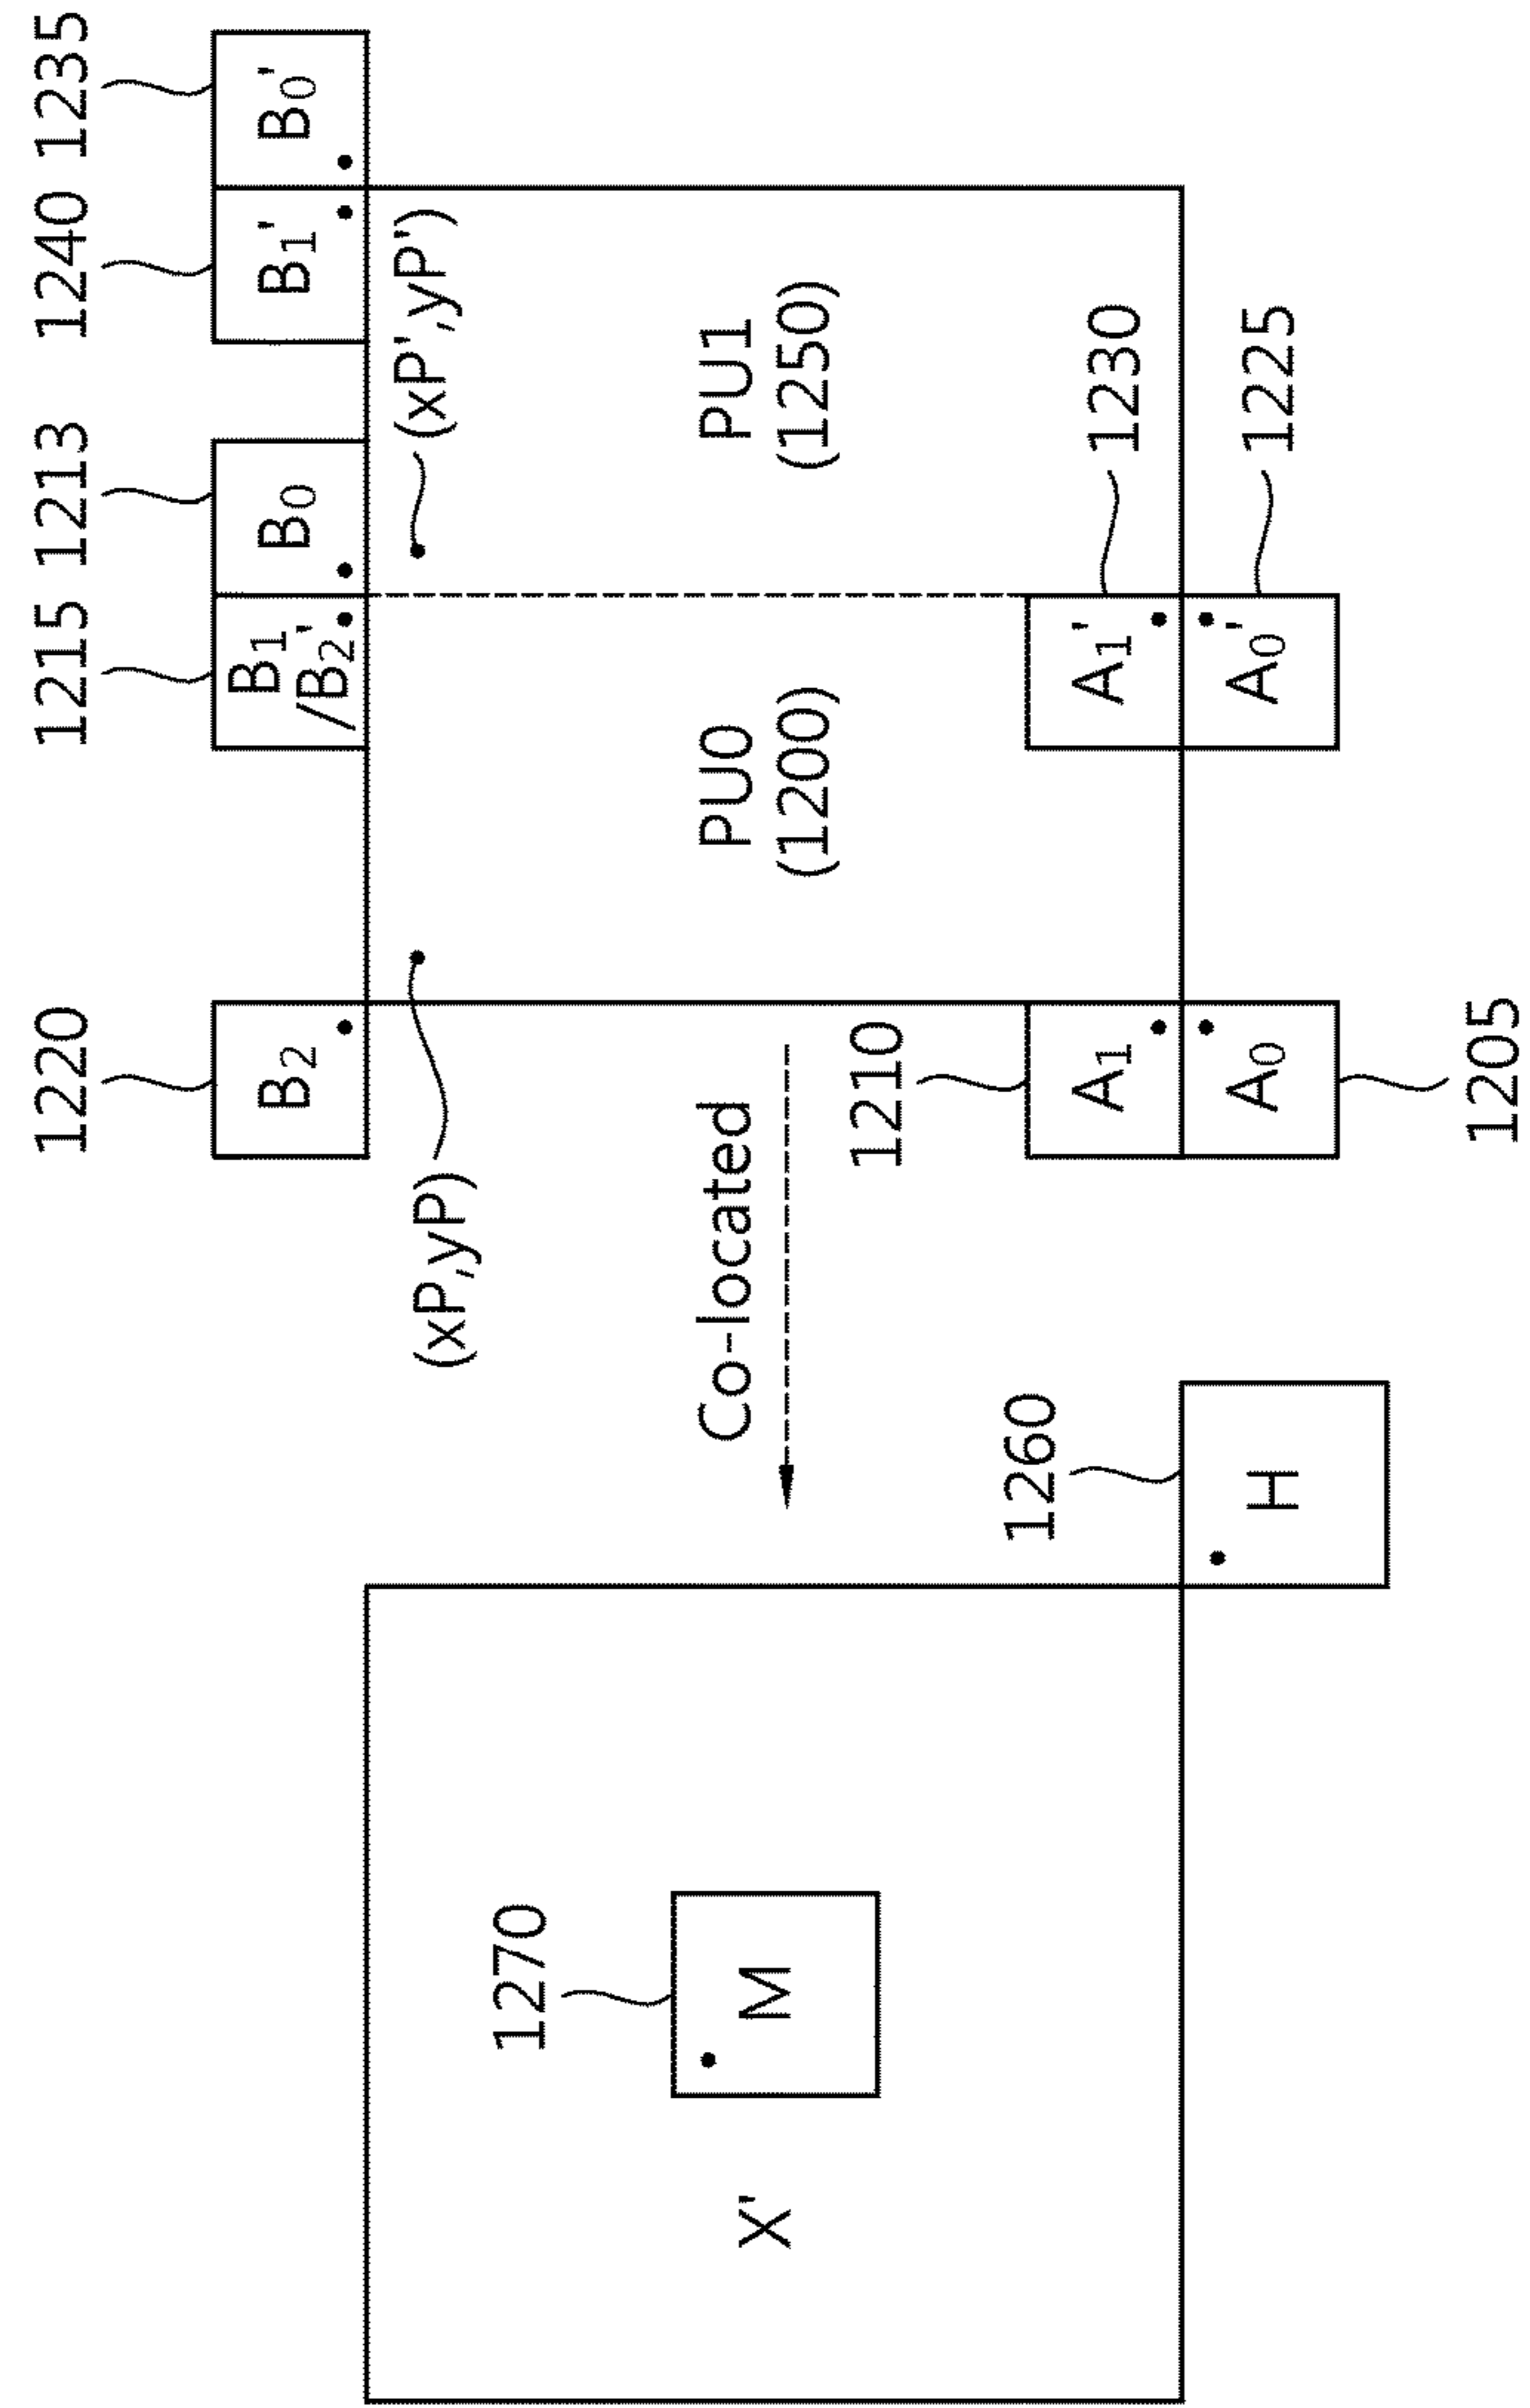 1220
1215
1213
1240
1235
B₂
B₁
/B₂'
B₀
B₁'
B₀'
(xP,yP)
(xP',yP')
1270
X'
M
Co-located
PU0
(1200)
PU1
(1250)
1210
1260
A₁
A₁'
1230
H
A₀
A₀'
1225
1205